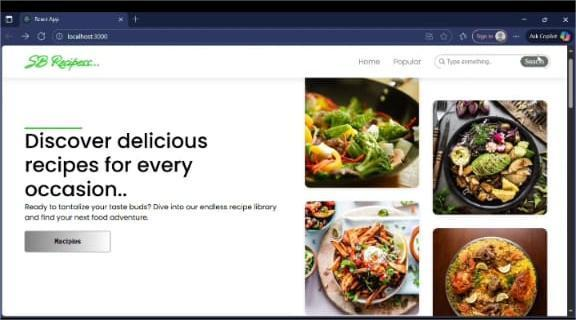 React App
localhost:3000
Sign in
Ask Copilot
SB Recipess..
Home
Popular
Type something...
Search
Discover delicious
recipes for every
occasion..
Ready to tantalize your taste buds? Dive into our endless recipe library
and find your next food adventure.
Recipies